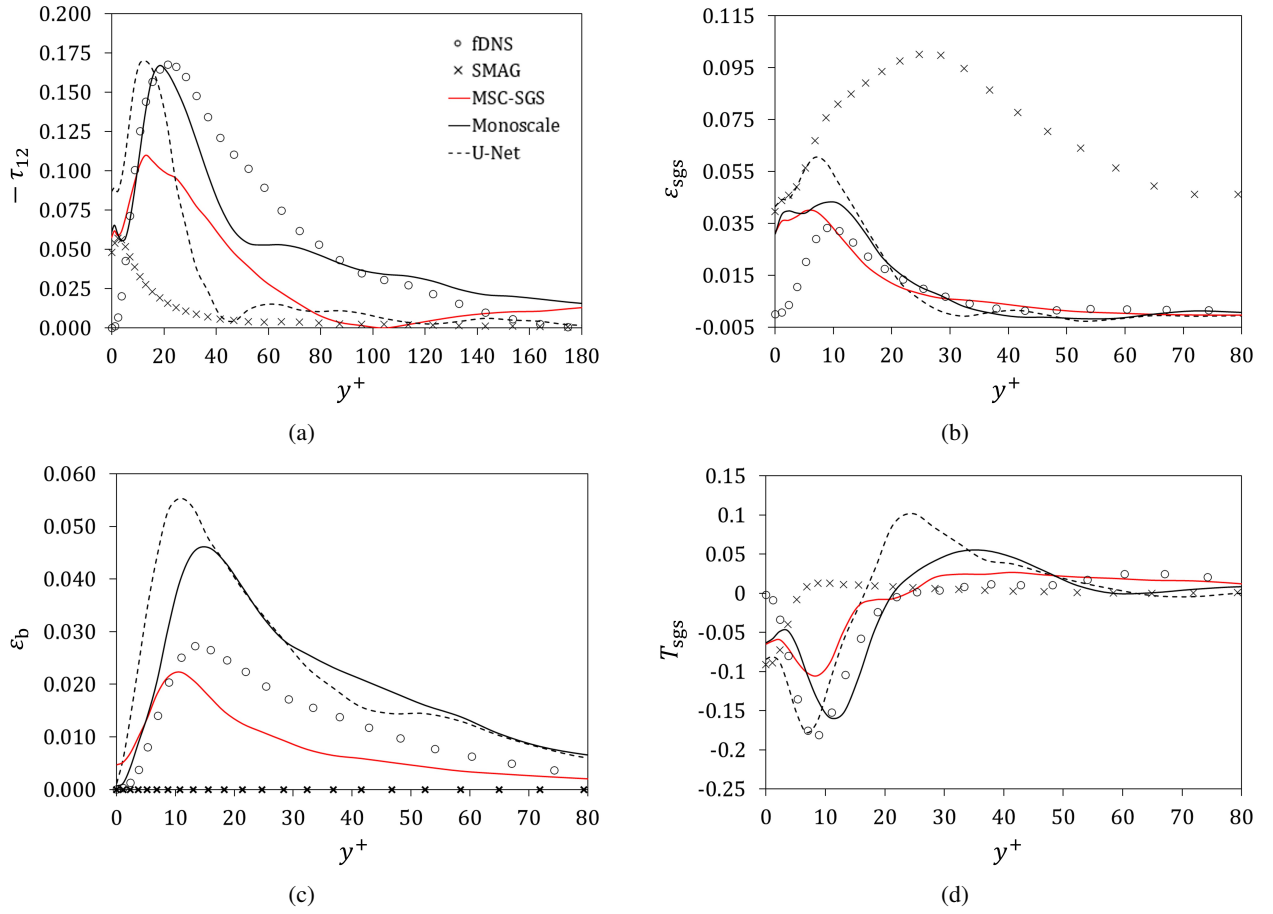 0.200
0.175
0.150
0.125
0.100
0.075
0.050
0.025
0.000
− τ₁₂
0 20 40 60 80 100 120 140 160 180
y⁺
fDNS
SMAG
MSC-SGS
Monoscale
U-Net
(a)
0.115
0.095
0.075
0.055
0.035
0.015
-0.005
ε_sgs
0 10 20 30 40 50 60 70 80
y⁺
(b)
0.060
0.050
0.040
0.030
0.020
0.010
0.000
ε_b
0 10 20 30 40 50 60 70 80
y⁺
(c)
0.15
0.1
0.05
0
-0.05
-0.1
-0.15
-0.2
-0.25
T_sgs
0 10 20 30 40 50 60 70 80
y⁺
(d)